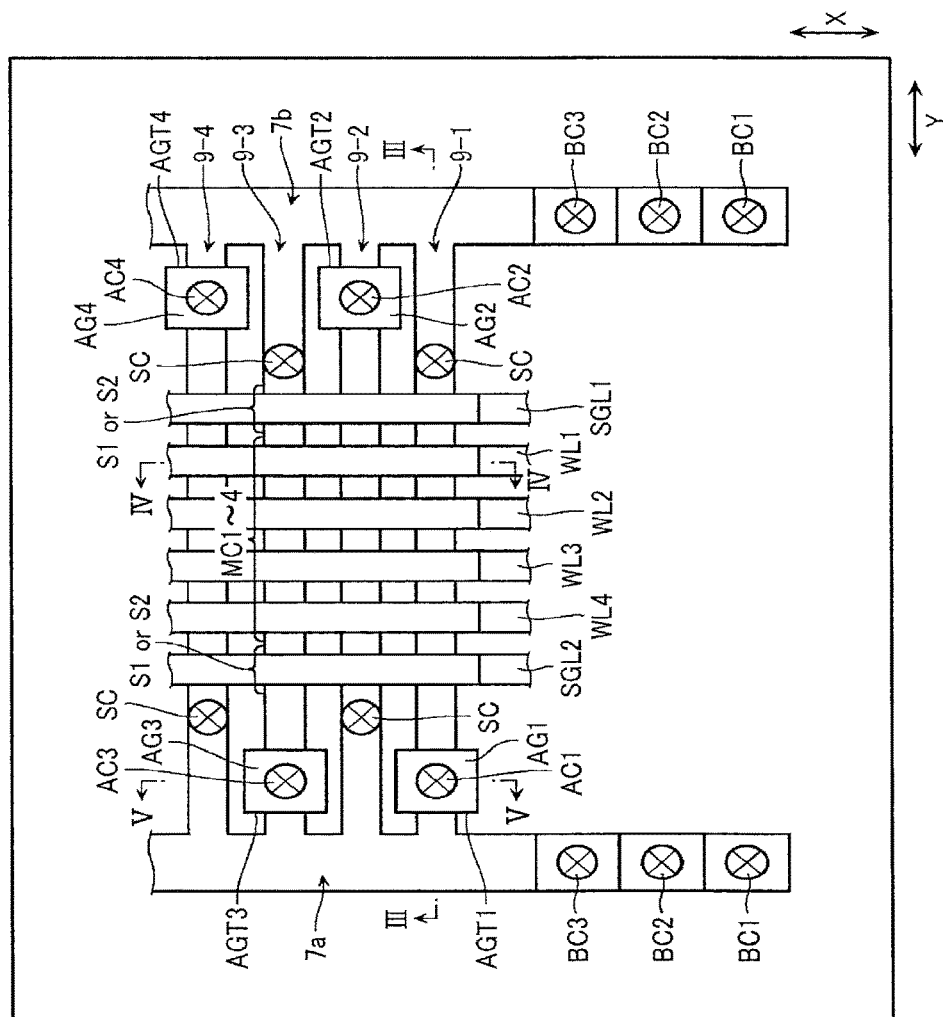 X
Y
AGT4
9-4
9-3
7b
AGT2
9-2
III
9-1
BC3
BC2
BC1
AG4
AC4
AC2
AG2
SC
SC
S1 or S2
SGL1
IV
IV
WL1
MC1~4
WL2
WL3
WL4
S1 or S2
SGL2
SC
SC
AC3
AG3
AG1
AC1
V
V
AGT3
7a
III
AGT1
BC3
BC2
BC1